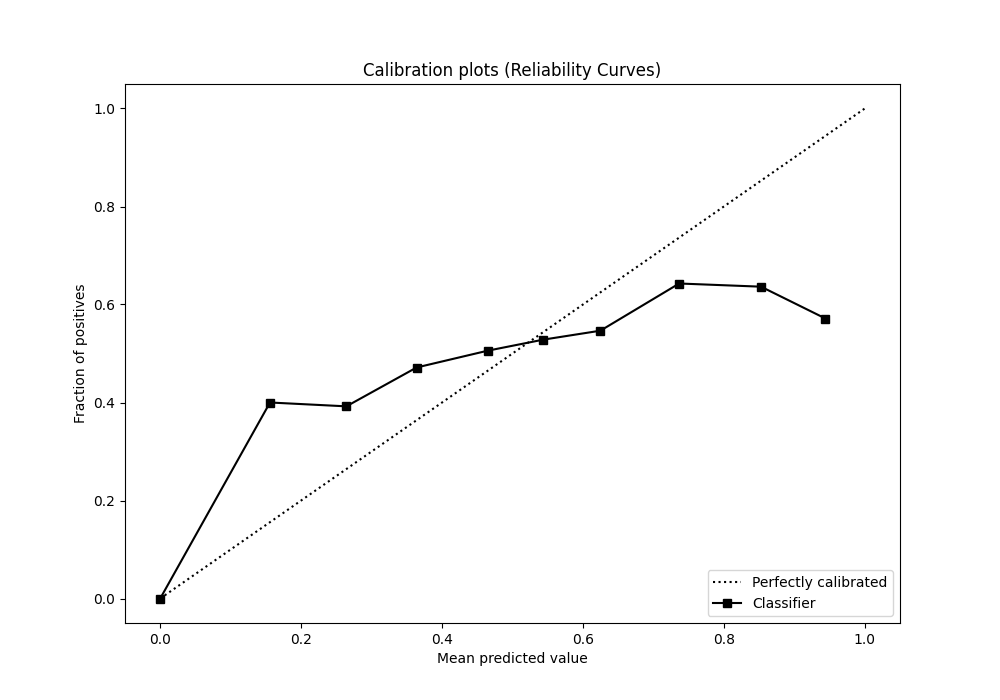 Calibration plots (Reliability Curves)
1.0
0.8
0.6
0.4
0.2
0.0
Fraction of positives
Perfectly calibrated
Classifier
0.0 0.2 0.4 0.6 0.8 1.0
Mean predicted value